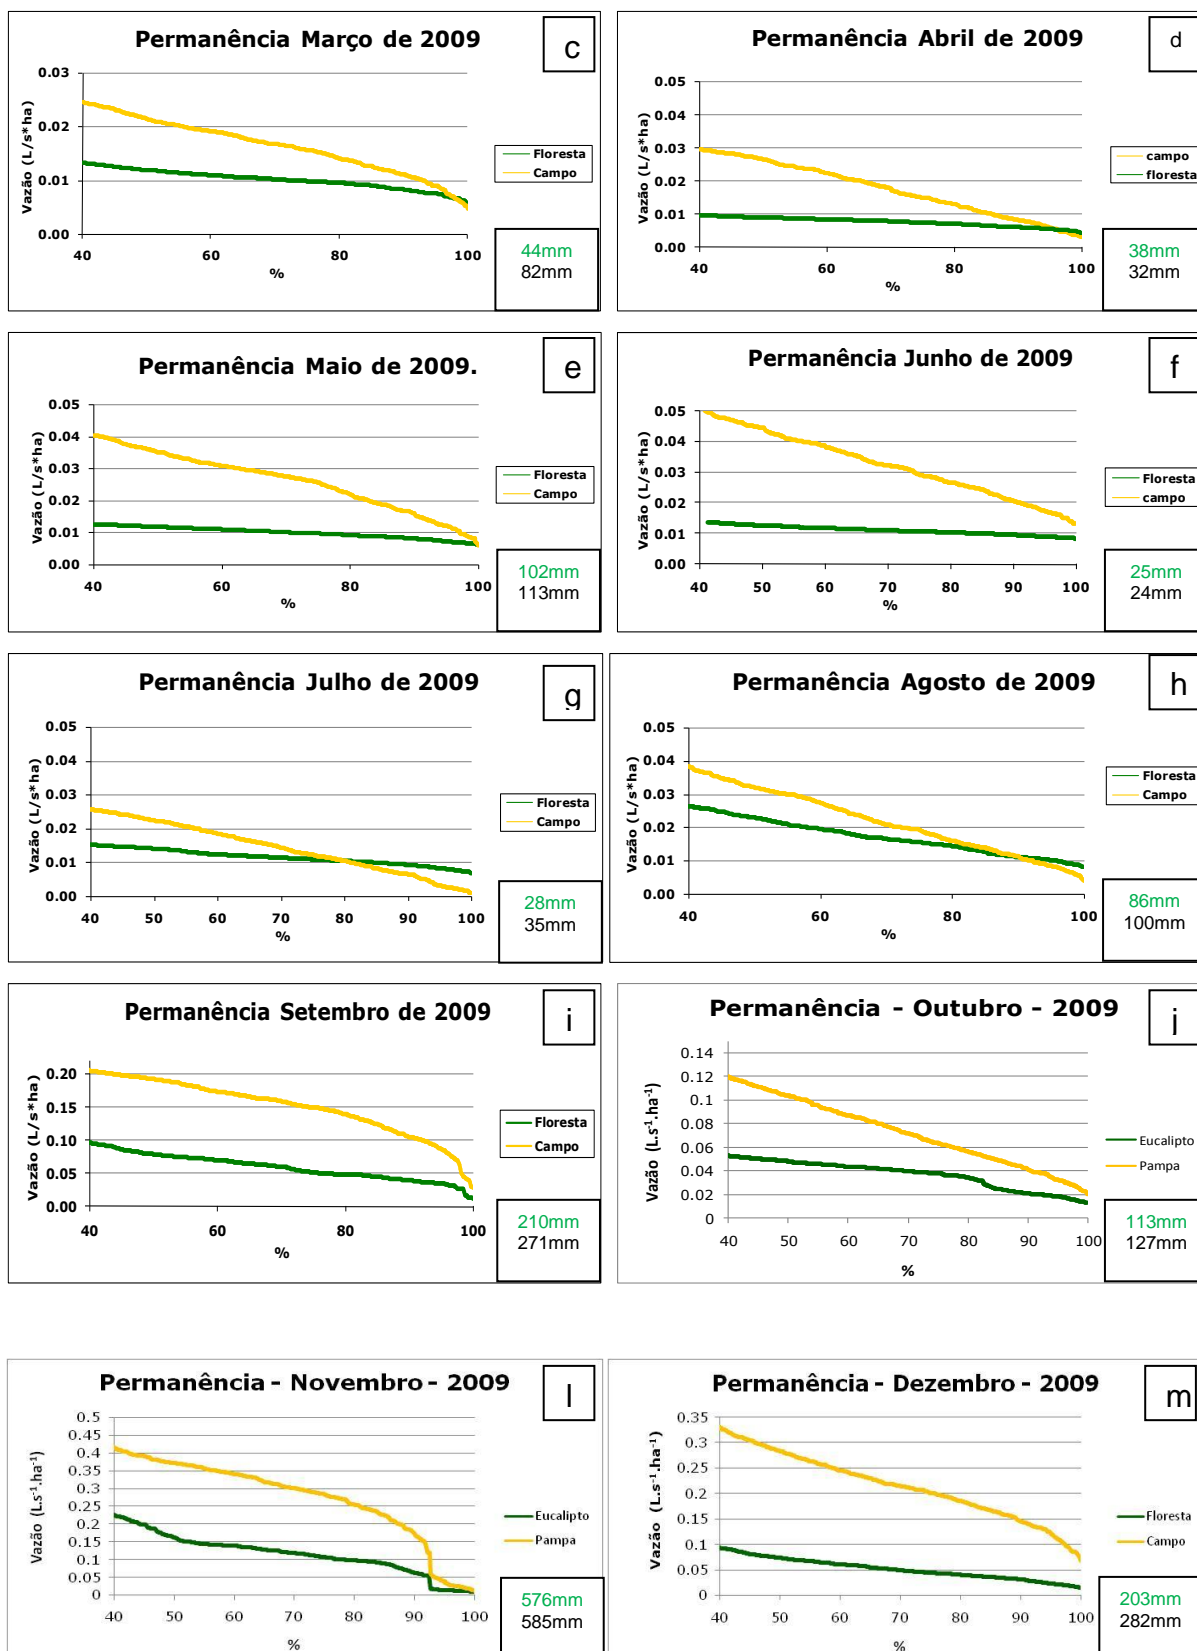 Permanência Março de 2009
c
Vazão (L/s*ha)
0.03
0.02
0.01
0.00
40
60
80
100
%
Floresta
Campo
44mm
82mm
Permanência Abril de 2009
d
Vazão (L/s*ha)
0.05
0.04
0.03
0.02
0.01
0.00
40
60
80
100
%
campo
floresta
38mm
32mm
Permanência Maio de 2009.
e
Vazão (L/s*ha)
0.05
0.04
0.03
0.02
0.01
0.00
40
60
80
100
%
Floresta
Campo
102mm
113mm
Permanência Junho de 2009
f
Vazão (L/s*ha)
0.05
0.04
0.03
0.02
0.01
0.00
40
50
60
70
80
90
100
%
Floresta
campo
25mm
24mm
Permanência Julho de 2009
g
Vazão (L/s*ha)
0.05
0.04
0.03
0.02
0.01
0.00
40
50
60
70
80
90
100
%
Floresta
Campo
28mm
35mm
Permanência Agosto de 2009
h
Vazão (L/s*ha)
0.05
0.04
0.03
0.02
0.01
0.00
40
60
80
100
%
Floresta
Campo
86mm
100mm
Permanência Setembro de 2009
i
Vazão (L/s*ha)
0.20
0.15
0.10
0.05
0.00
40
60
80
100
%
Floresta
Campo
210mm
271mm
Permanência - Outubro - 2009
j
Vazão (L.s⁻¹.ha⁻¹)
0.14
0.12
0.1
0.08
0.06
0.04
0.02
0
40
50
60
70
80
90
100
%
Eucalipto
Pampa
113mm
127mm
Permanência - Novembro - 2009
l
Vazão (L.s⁻¹.ha⁻¹)
0.5
0.45
0.4
0.35
0.3
0.25
0.2
0.15
0.1
0.05
0
40
50
60
70
80
90
100
%
Eucalipto
Pampa
576mm
585mm
Permanência - Dezembro - 2009
m
Vazão (L.s⁻¹.ha⁻¹)
0.35
0.3
0.25
0.2
0.15
0.1
0.05
0
40
50
60
70
80
90
100
%
Floresta
Campo
203mm
282mm